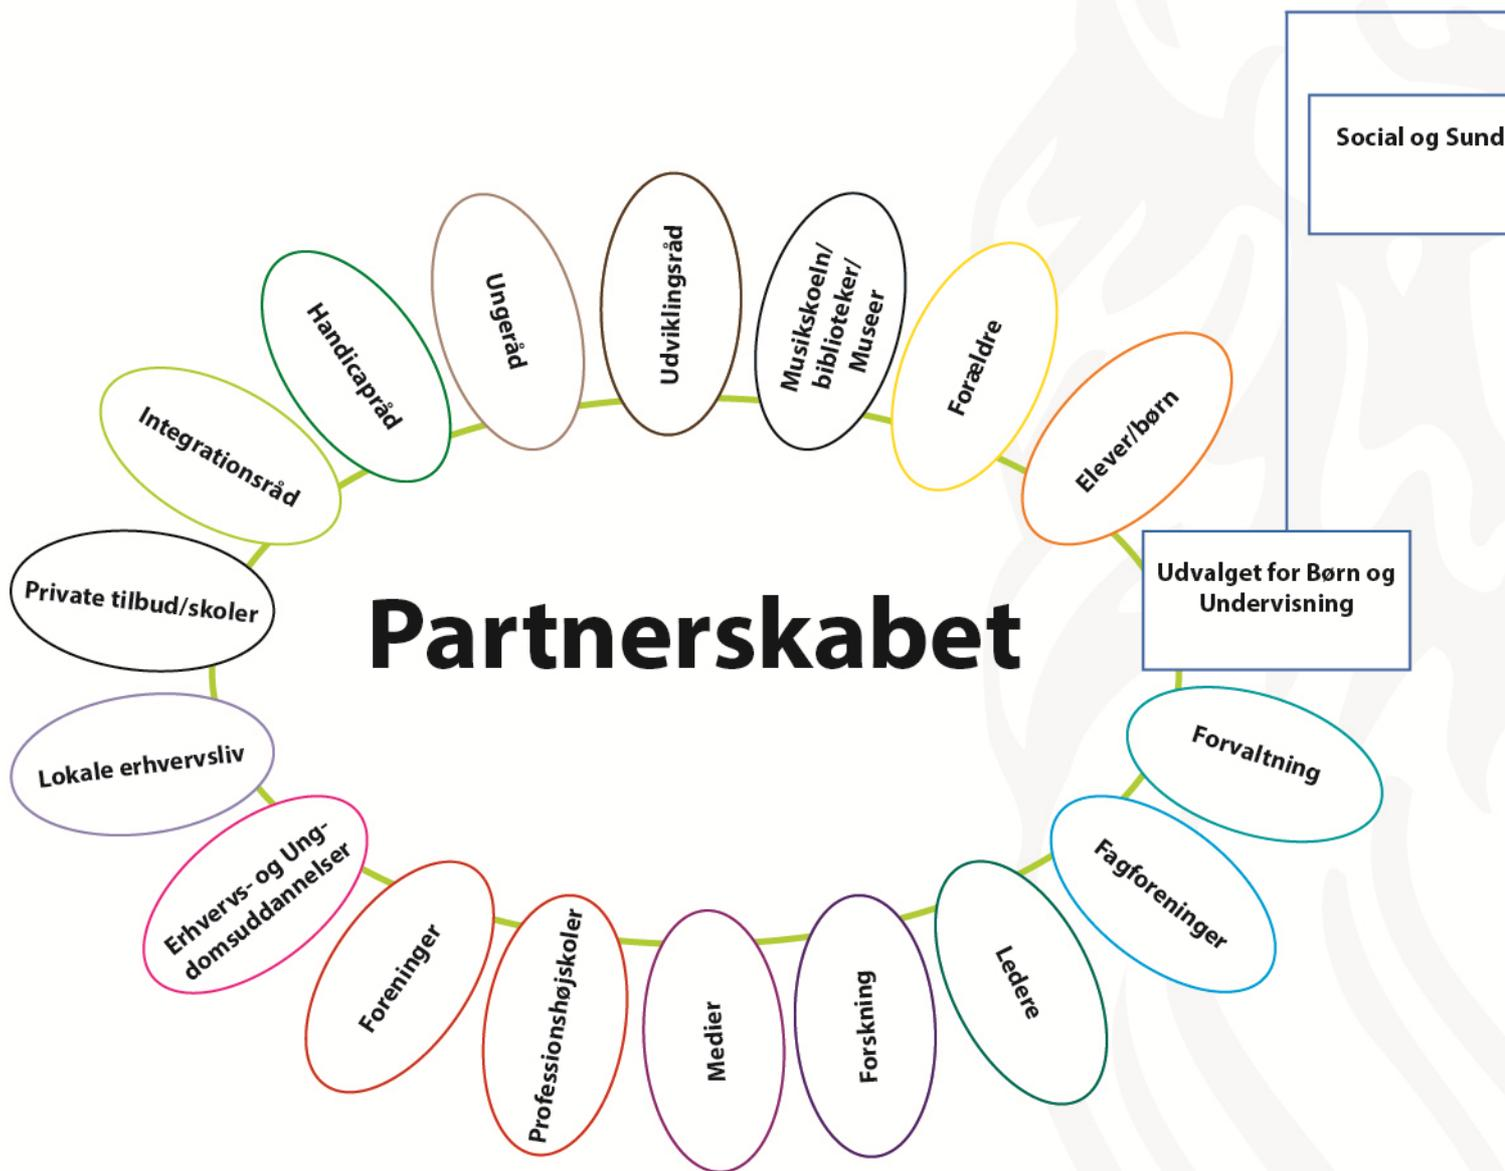 Social og Sund
Udviklingsråd
Musikskoeln/
biblioteker/
Museer
Forældre
Elever/børn
Udvalget for Børn og
Undervisning
Forvaltning
Fagforeninger
Ledere
Forskning
Medier
Professionshøjskoler
Foreninger
Erhvervs- og Ung-
domsuddannelser
Lokale erhvervsliv
Private tilbud/skoler
Integrationsråd
Handicapråd
Ungeråd
Partnerskabet